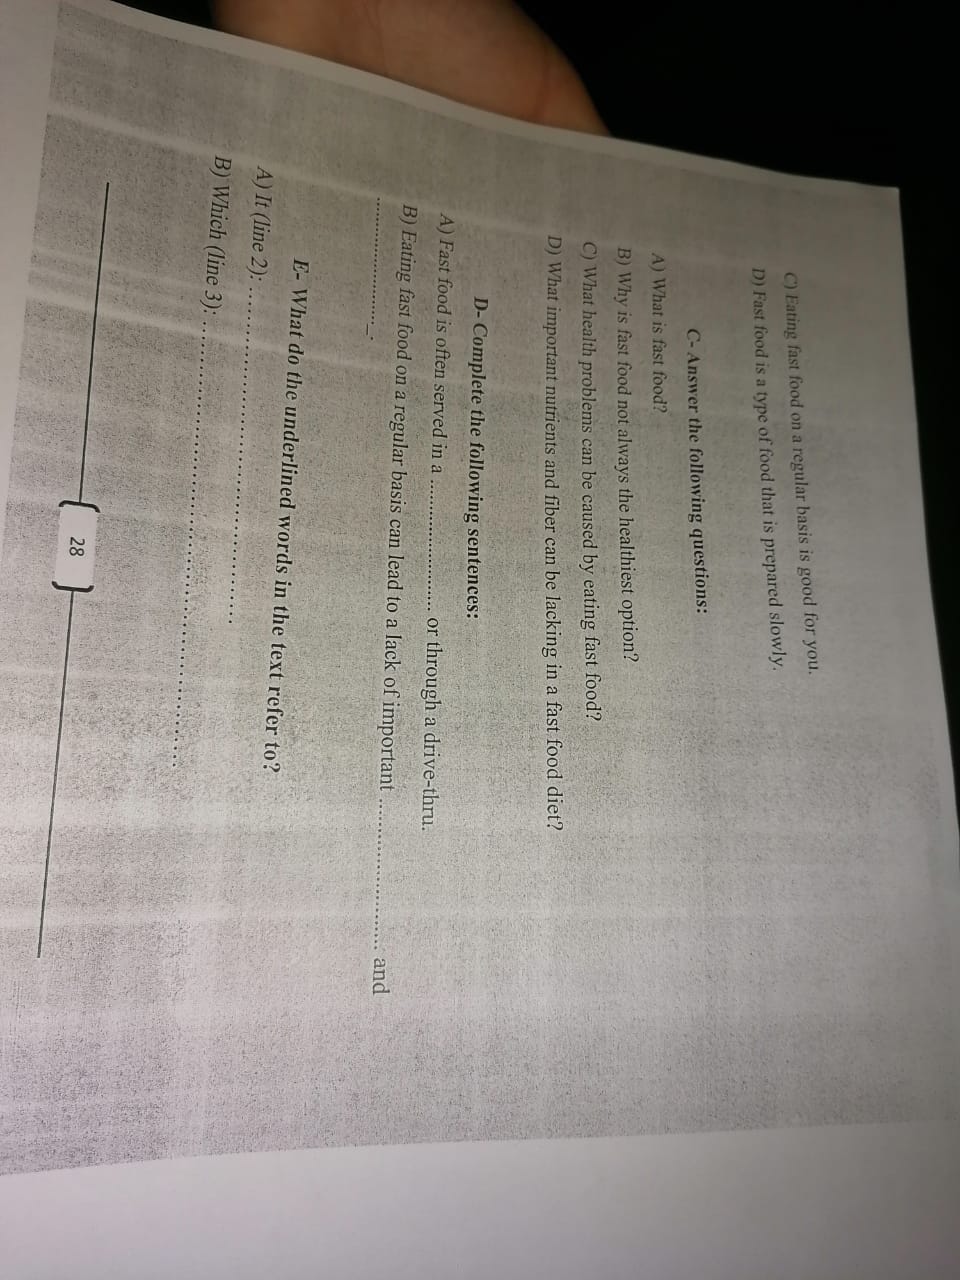 C) Eating fast food on a regular basis is good for you.
D) Fast food is a type of food that is prepared slowly.
C- Answer the following questions:
A) What is fast food?
B) Why is fast food not always the healthiest option?
C) What health problems can be caused by eating fast food?
D) What important nutrients and fiber can be lacking in a fast food diet?
D- Complete the following sentences:
A) Fast food is often served in a .......................... or through a drive-thru.
B) Eating fast food on a regular basis can lead to a lack of important .......................... and
.........................._.
E- What do the underlined words in the text refer to?
A) It (line 2): ..................................................
B) Which (line 3): ............................................................
28